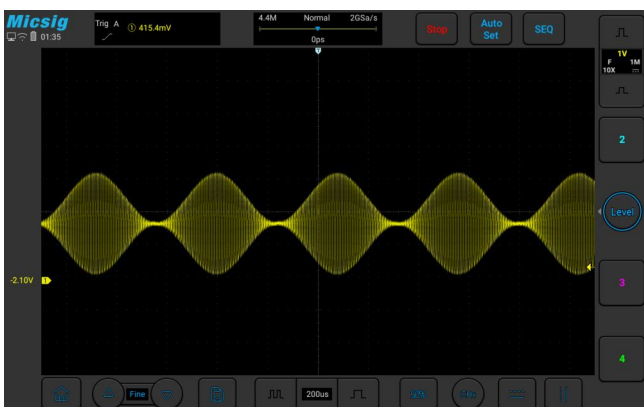 Micsig
01:35
Trig A
① 415.4mV
4.4M Normal 2GSa/s
0ps
Stop
Auto
Set
SEQ
1V
F 1M
10X
2
Level
-2.10V
1
3
4
Fine
200us